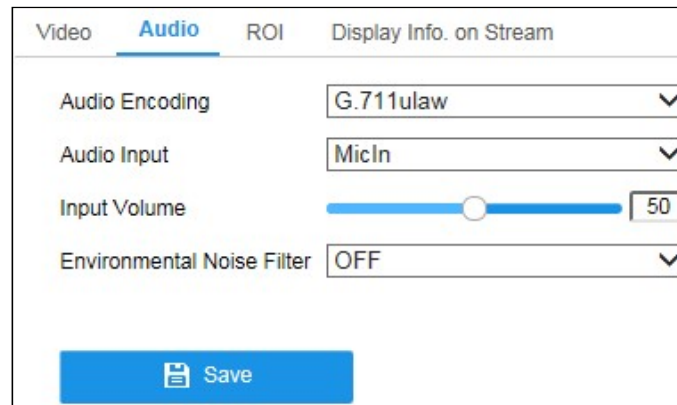 Video Audio ROI Display Info. on Stream
Audio Encoding G.711ulaw
Audio Input MicIn
Input Volume 50
Environmental Noise Filter OFF
Save